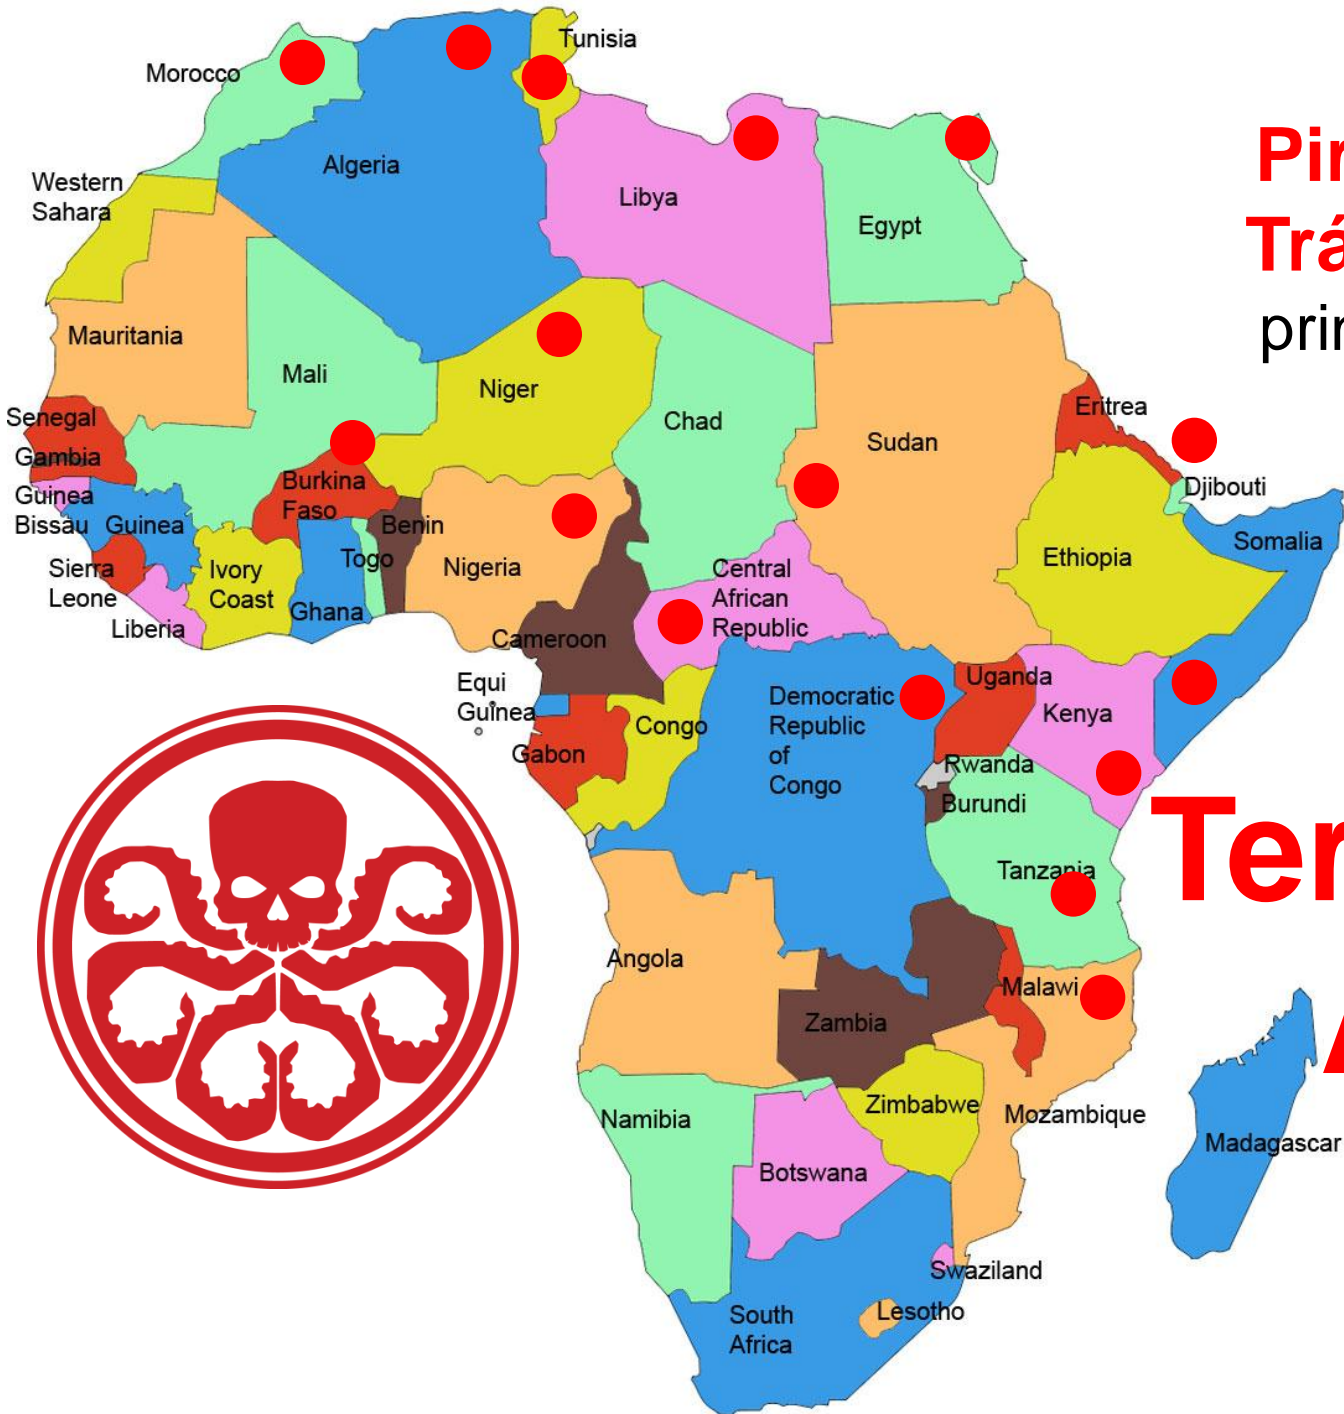 Tunisia
Morocco
Algeria
Western
Sahara
Libya
Egypt
Mauritania
Mali
Niger
Chad
Sudan
Eritrea
Senegal
Gambia
Guinea
Bissau
Guinea
Burkina
Faso
Benin
Djibouti
Somalia
Ethiopia
Sierra
Leone
Liberia
Ivory
Coast
Ghana
Togo
Nigeria
Central
African
Republic
Cameroon
Equi
Guinea
Gabon
Congo
Democratic
Republic
of
Congo
Uganda
Kenya
Rwanda
Burundi
Tanzania
Angola
Zambia
Malawi
Mozambique
Zimbabwe
Namibia
Botswana
Madagascar
Swaziland
Lesotho
South
Africa